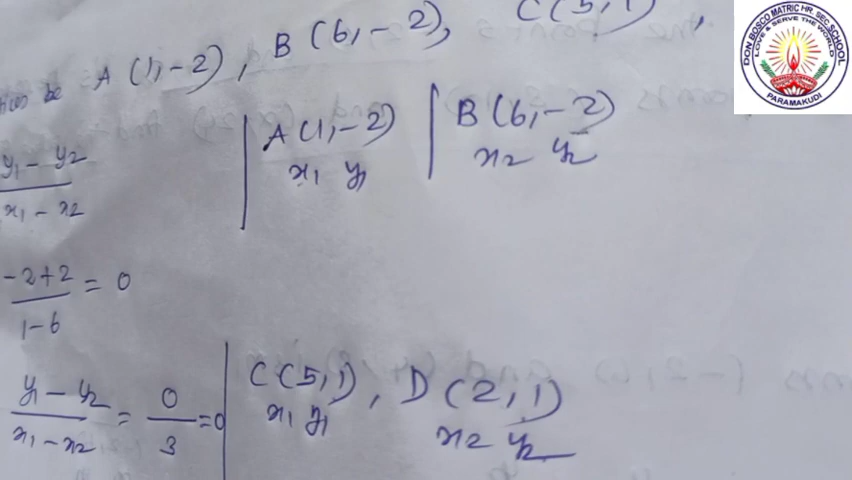 be A (1, -2), B (6, -2), C (5, 1),
y1 - y2 / x1 - x2 | A (1, -2) | B (6, -2)
x1 y1 x2 y2
-2+2 / 1-6 = 0
y1 - y2 / x1 - x2 = 0 / 3 = 0 | C (5, 1), D (2, 1)
x1 y1 x2 y2
DON BOSCO MATRIC HR. SEC. SCHOOL
LOVE & SERVE THE WORLD
PARAMAKUDI